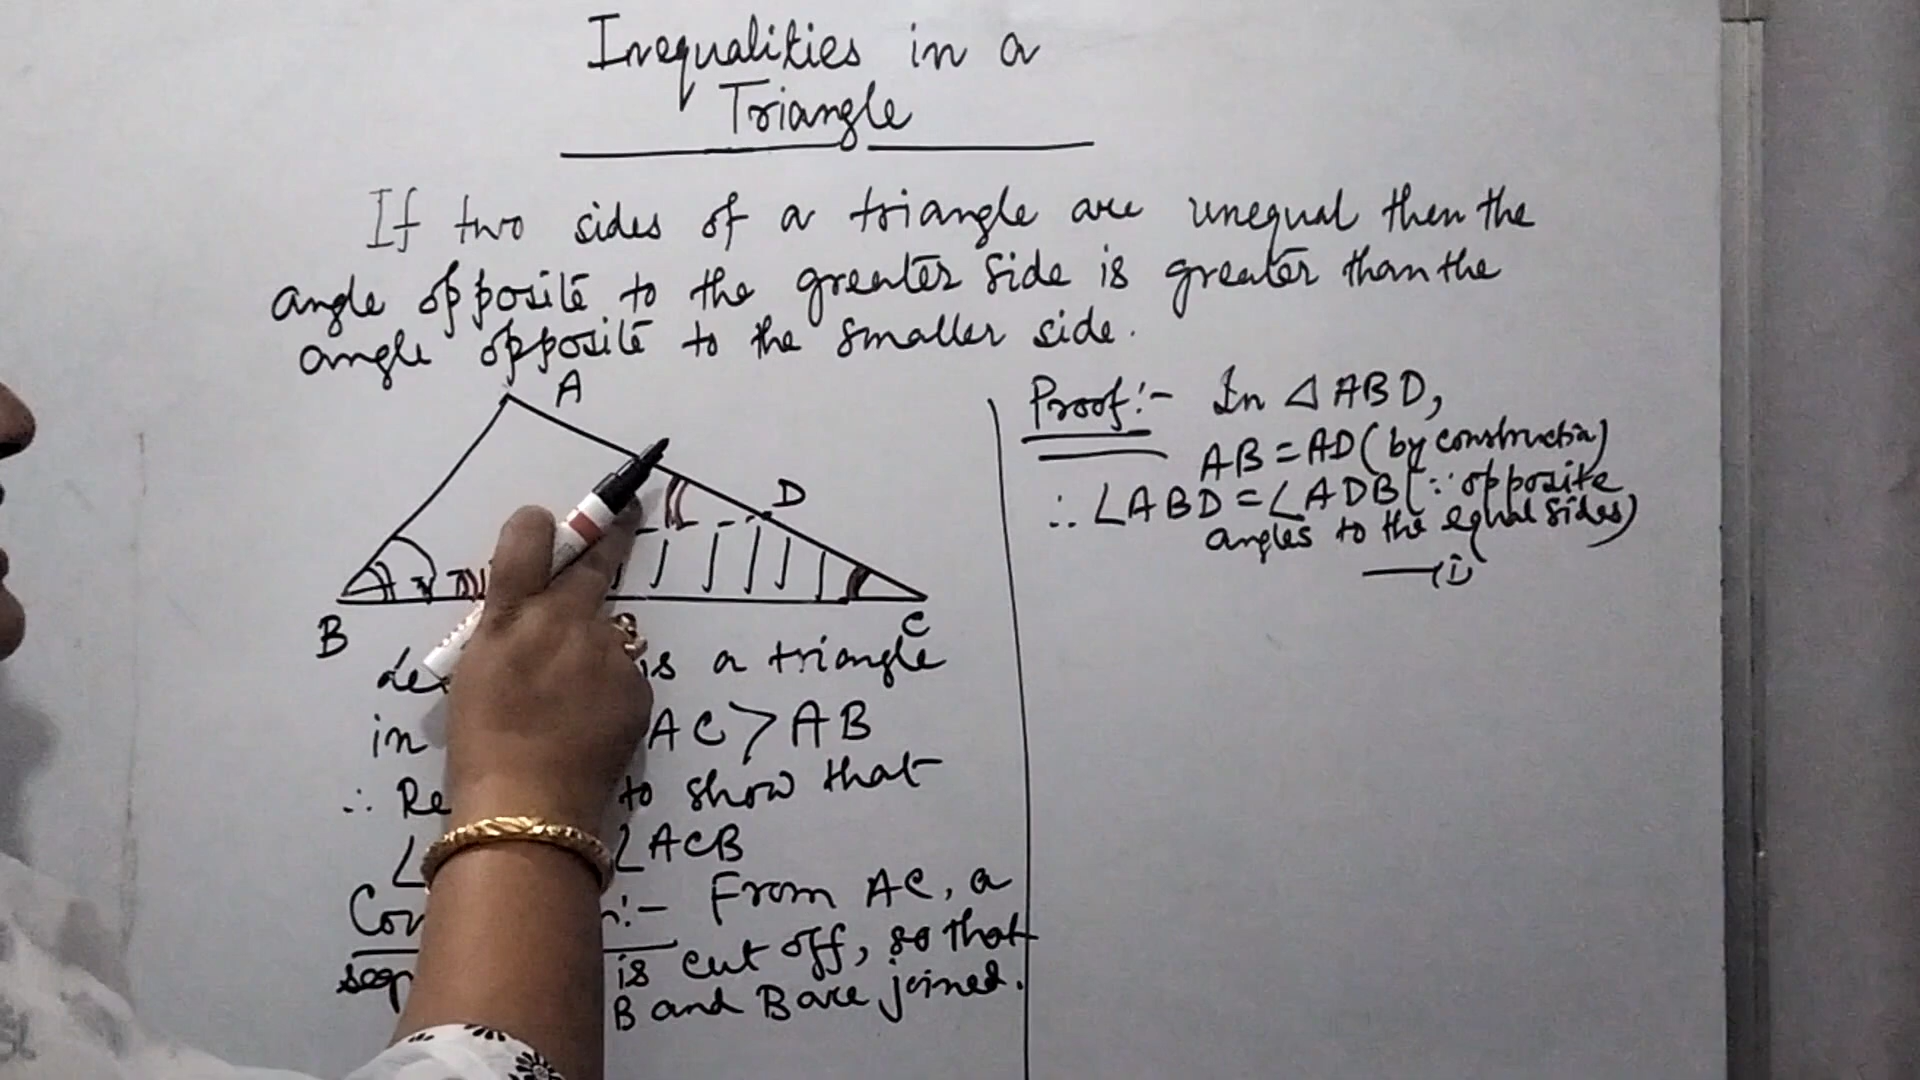 Inequalities in a
Triangle
If two sides of a triangle are unequal then the
angle opposite to the greater side is greater than the
angle opposite to the smaller side.
A
D
B
C
is a triangle
in AC > AB
∴ to show that
∠ ∠ACB
:- From AC, a
is cut off, so that
B and B are joined.
Proof:- In △ABD,
AB = AD (by construction)
∴ ∠ABD = ∠ADB (∵ opposite
angles to the equal sides)
—(i)